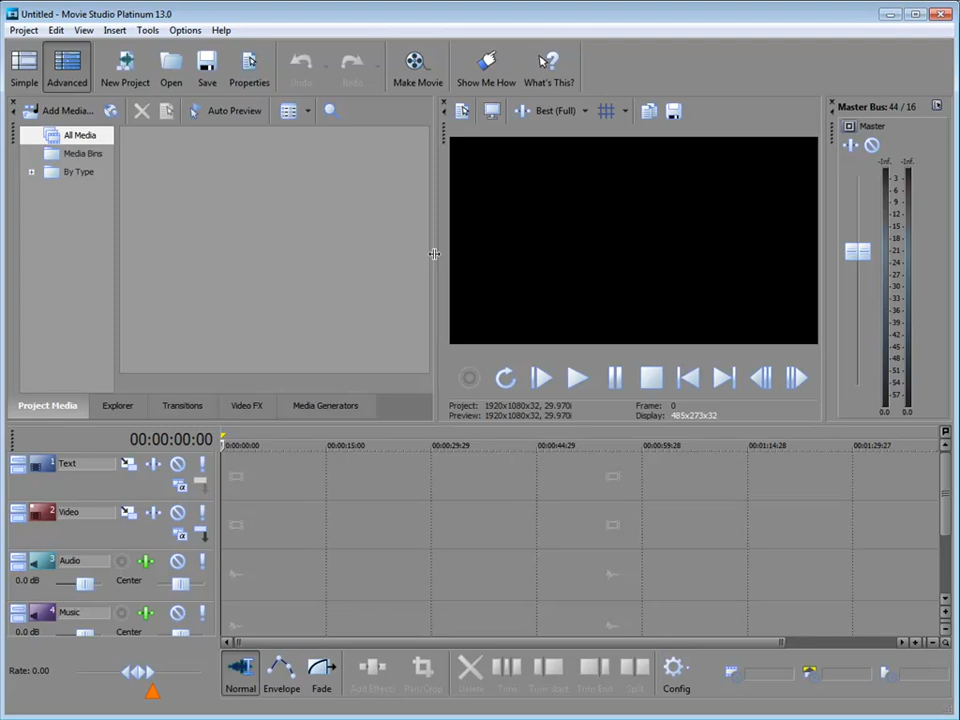 Untitled - Movie Studio Platinum 13.0
Project Edit View Insert Tools Options Help
Simple Advanced New Project Open Save Properties Undo Redo Make Movie Show Me How What's This?
Add Media... Auto Preview Best (Full) Master Bus: 44 / 16
All Media
Media Bins
By Type
Master
-Inf. -Inf.
3
6
9
12
15
18
21
24
27
30
33
36
39
42
45
48
51
54
57
0.0 0.0
Project Media Explorer Transitions Video FX Media Generators
Project: 1920x1080x32, 29.970i Frame: 0
Preview: 1920x1080x32, 29.970i Display: 485x273x32
00:00:00:00
0:00:00:00 00:00:15:00 00:00:29:29 00:00:44:29 00:00:59:28 00:01:14:28 00:01:29:27
1 Text
2 Video
3 Audio
0.0 dB Center
4 Music
0.0 dB Center
Rate: 0.00
Normal Envelope Fade Add Effects Pan/Crop Delete Trim Trim Start Trim End Split Config